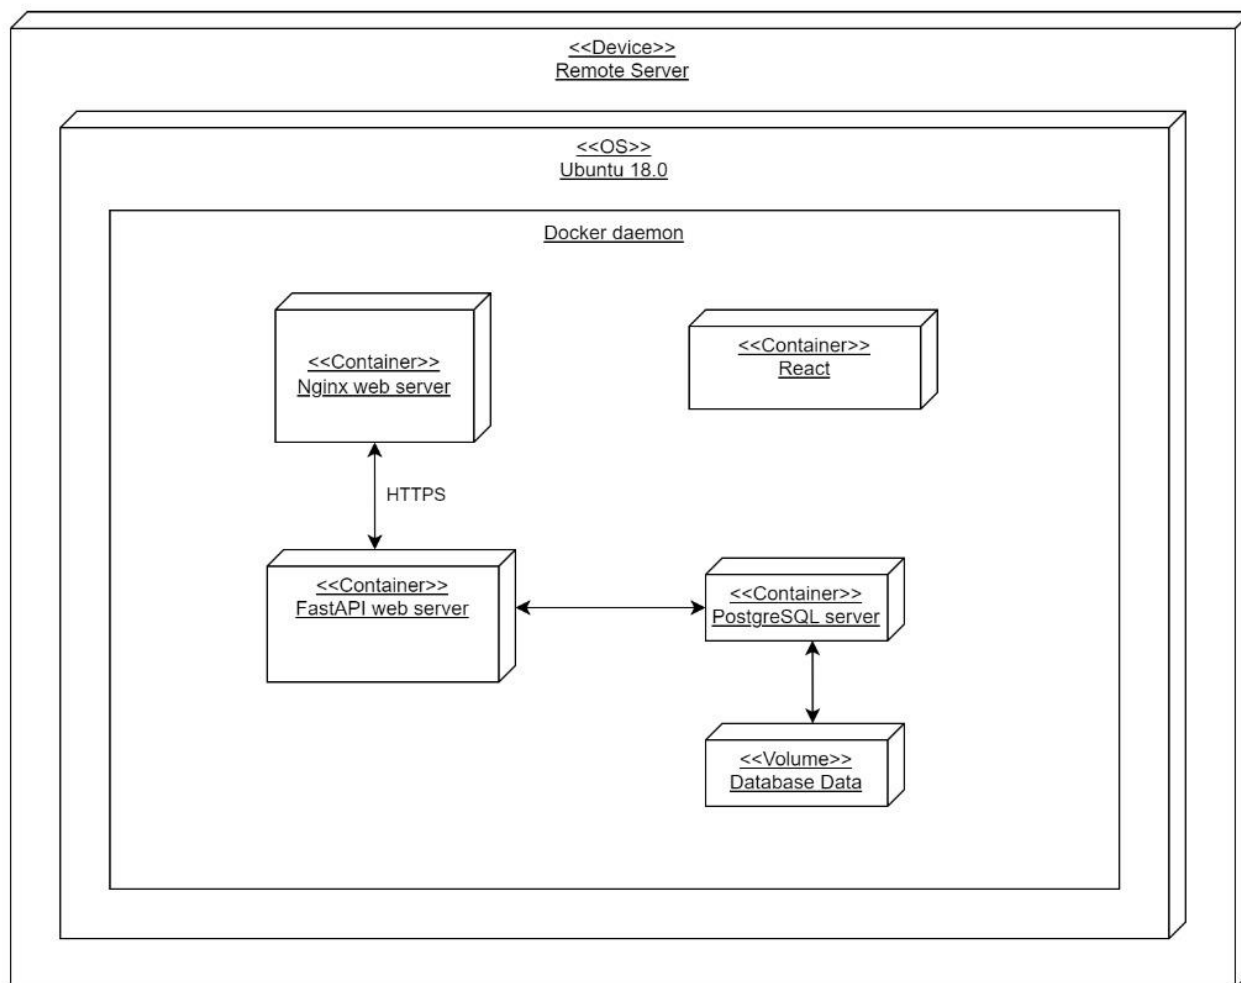 <<Device>>
Remote Server
<<OS>>
Ubuntu 18.0
Docker daemon
<<Container>>
Nginx web server
<<Container>>
React
HTTPS
<<Container>>
FastAPI web server
<<Container>>
PostgreSQL server
<<Volume>>
Database Data